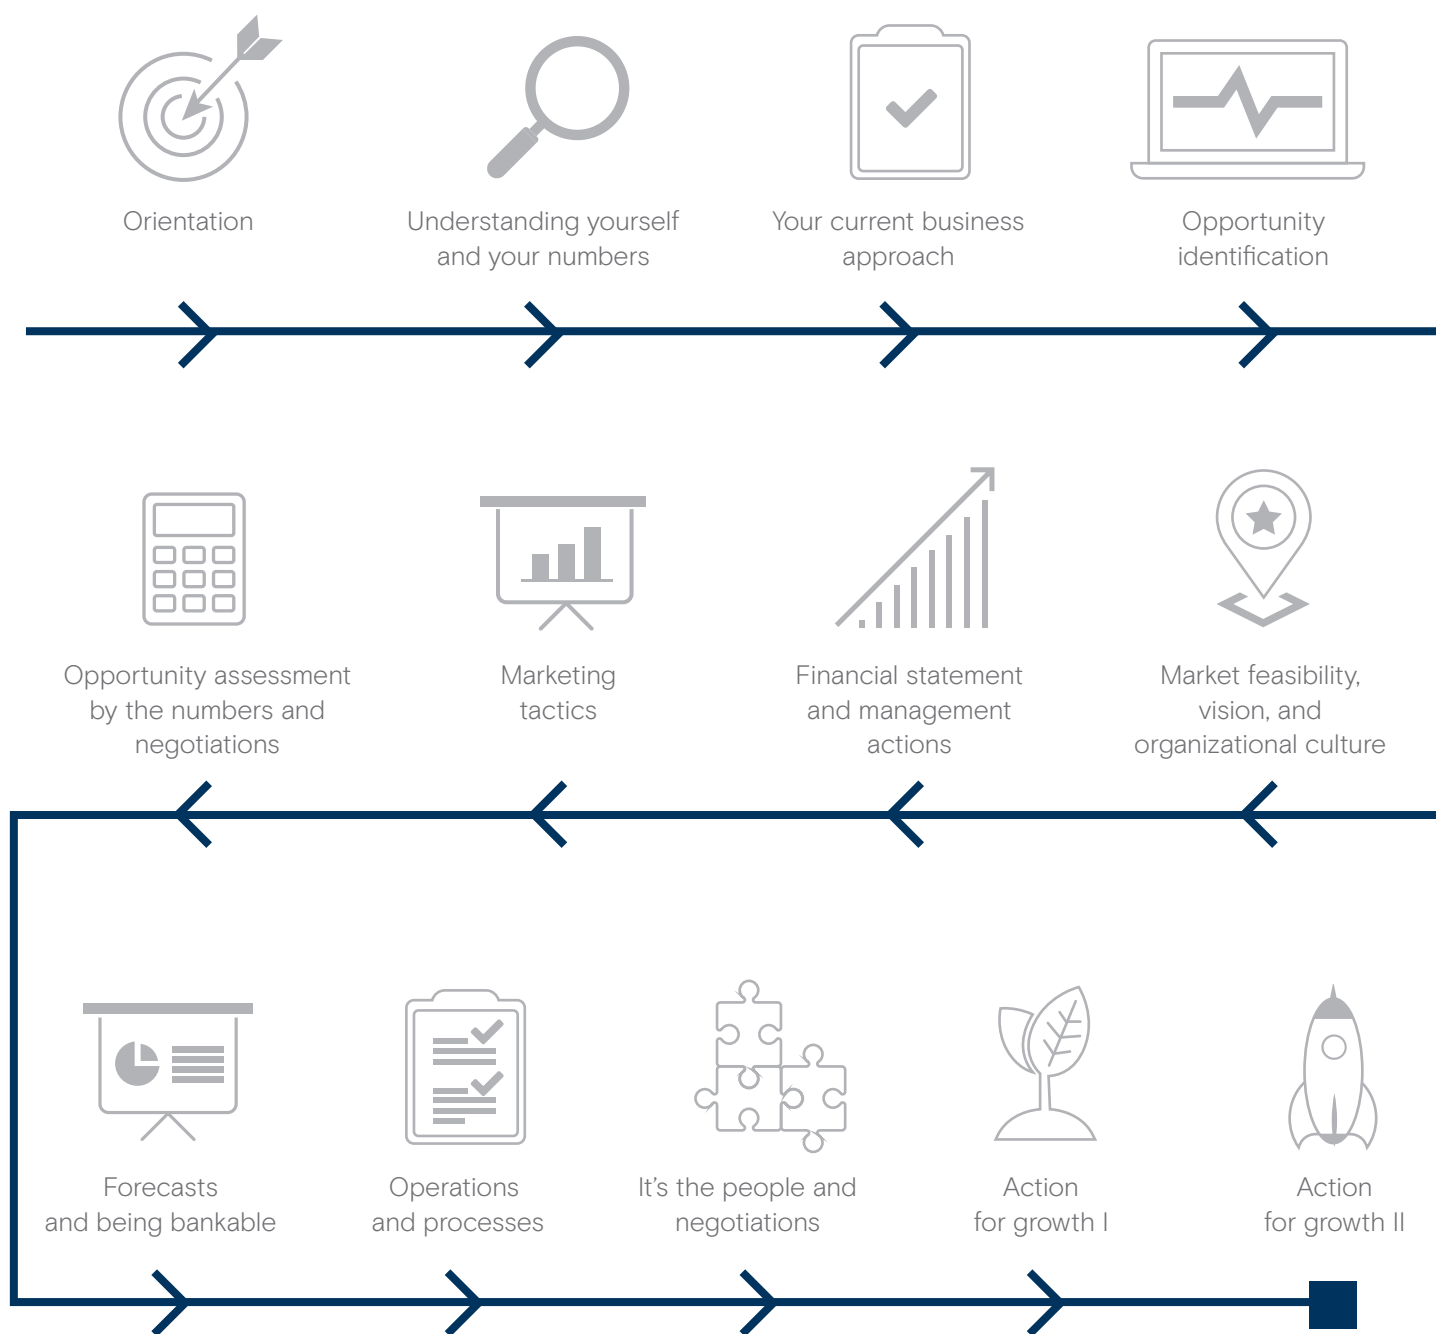 Orientation
Understanding yourself
and your numbers
Your current business
approach
Opportunity
identification
Opportunity assessment
by the numbers and
negotiations
Marketing
tactics
Financial statement
and management
actions
Market feasibility,
vision, and
organizational culture
Forecasts
and being bankable
Operations
and processes
It’s the people and
negotiations
Action
for growth I
Action
for growth II